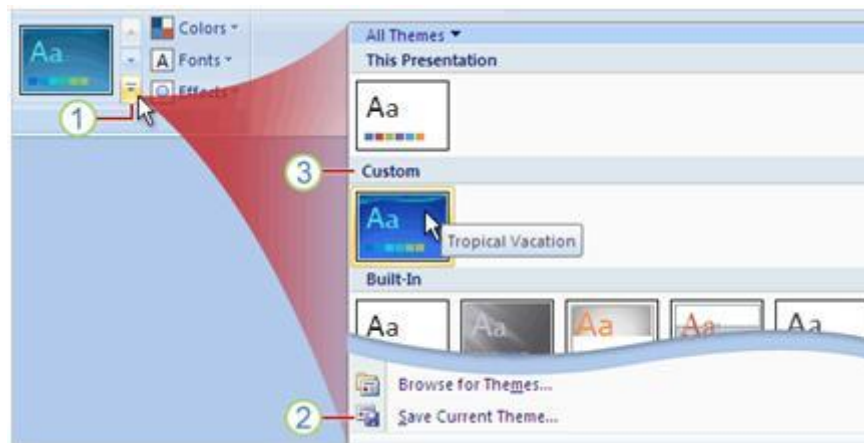 Aa
Colors
Fonts
Effects
1
All Themes
This Presentation
Aa
3
Custom
Aa
Tropical Vacation
Built-In
Aa Aa Aa Aa Aa
Browse for Themes...
2
Save Current Theme...